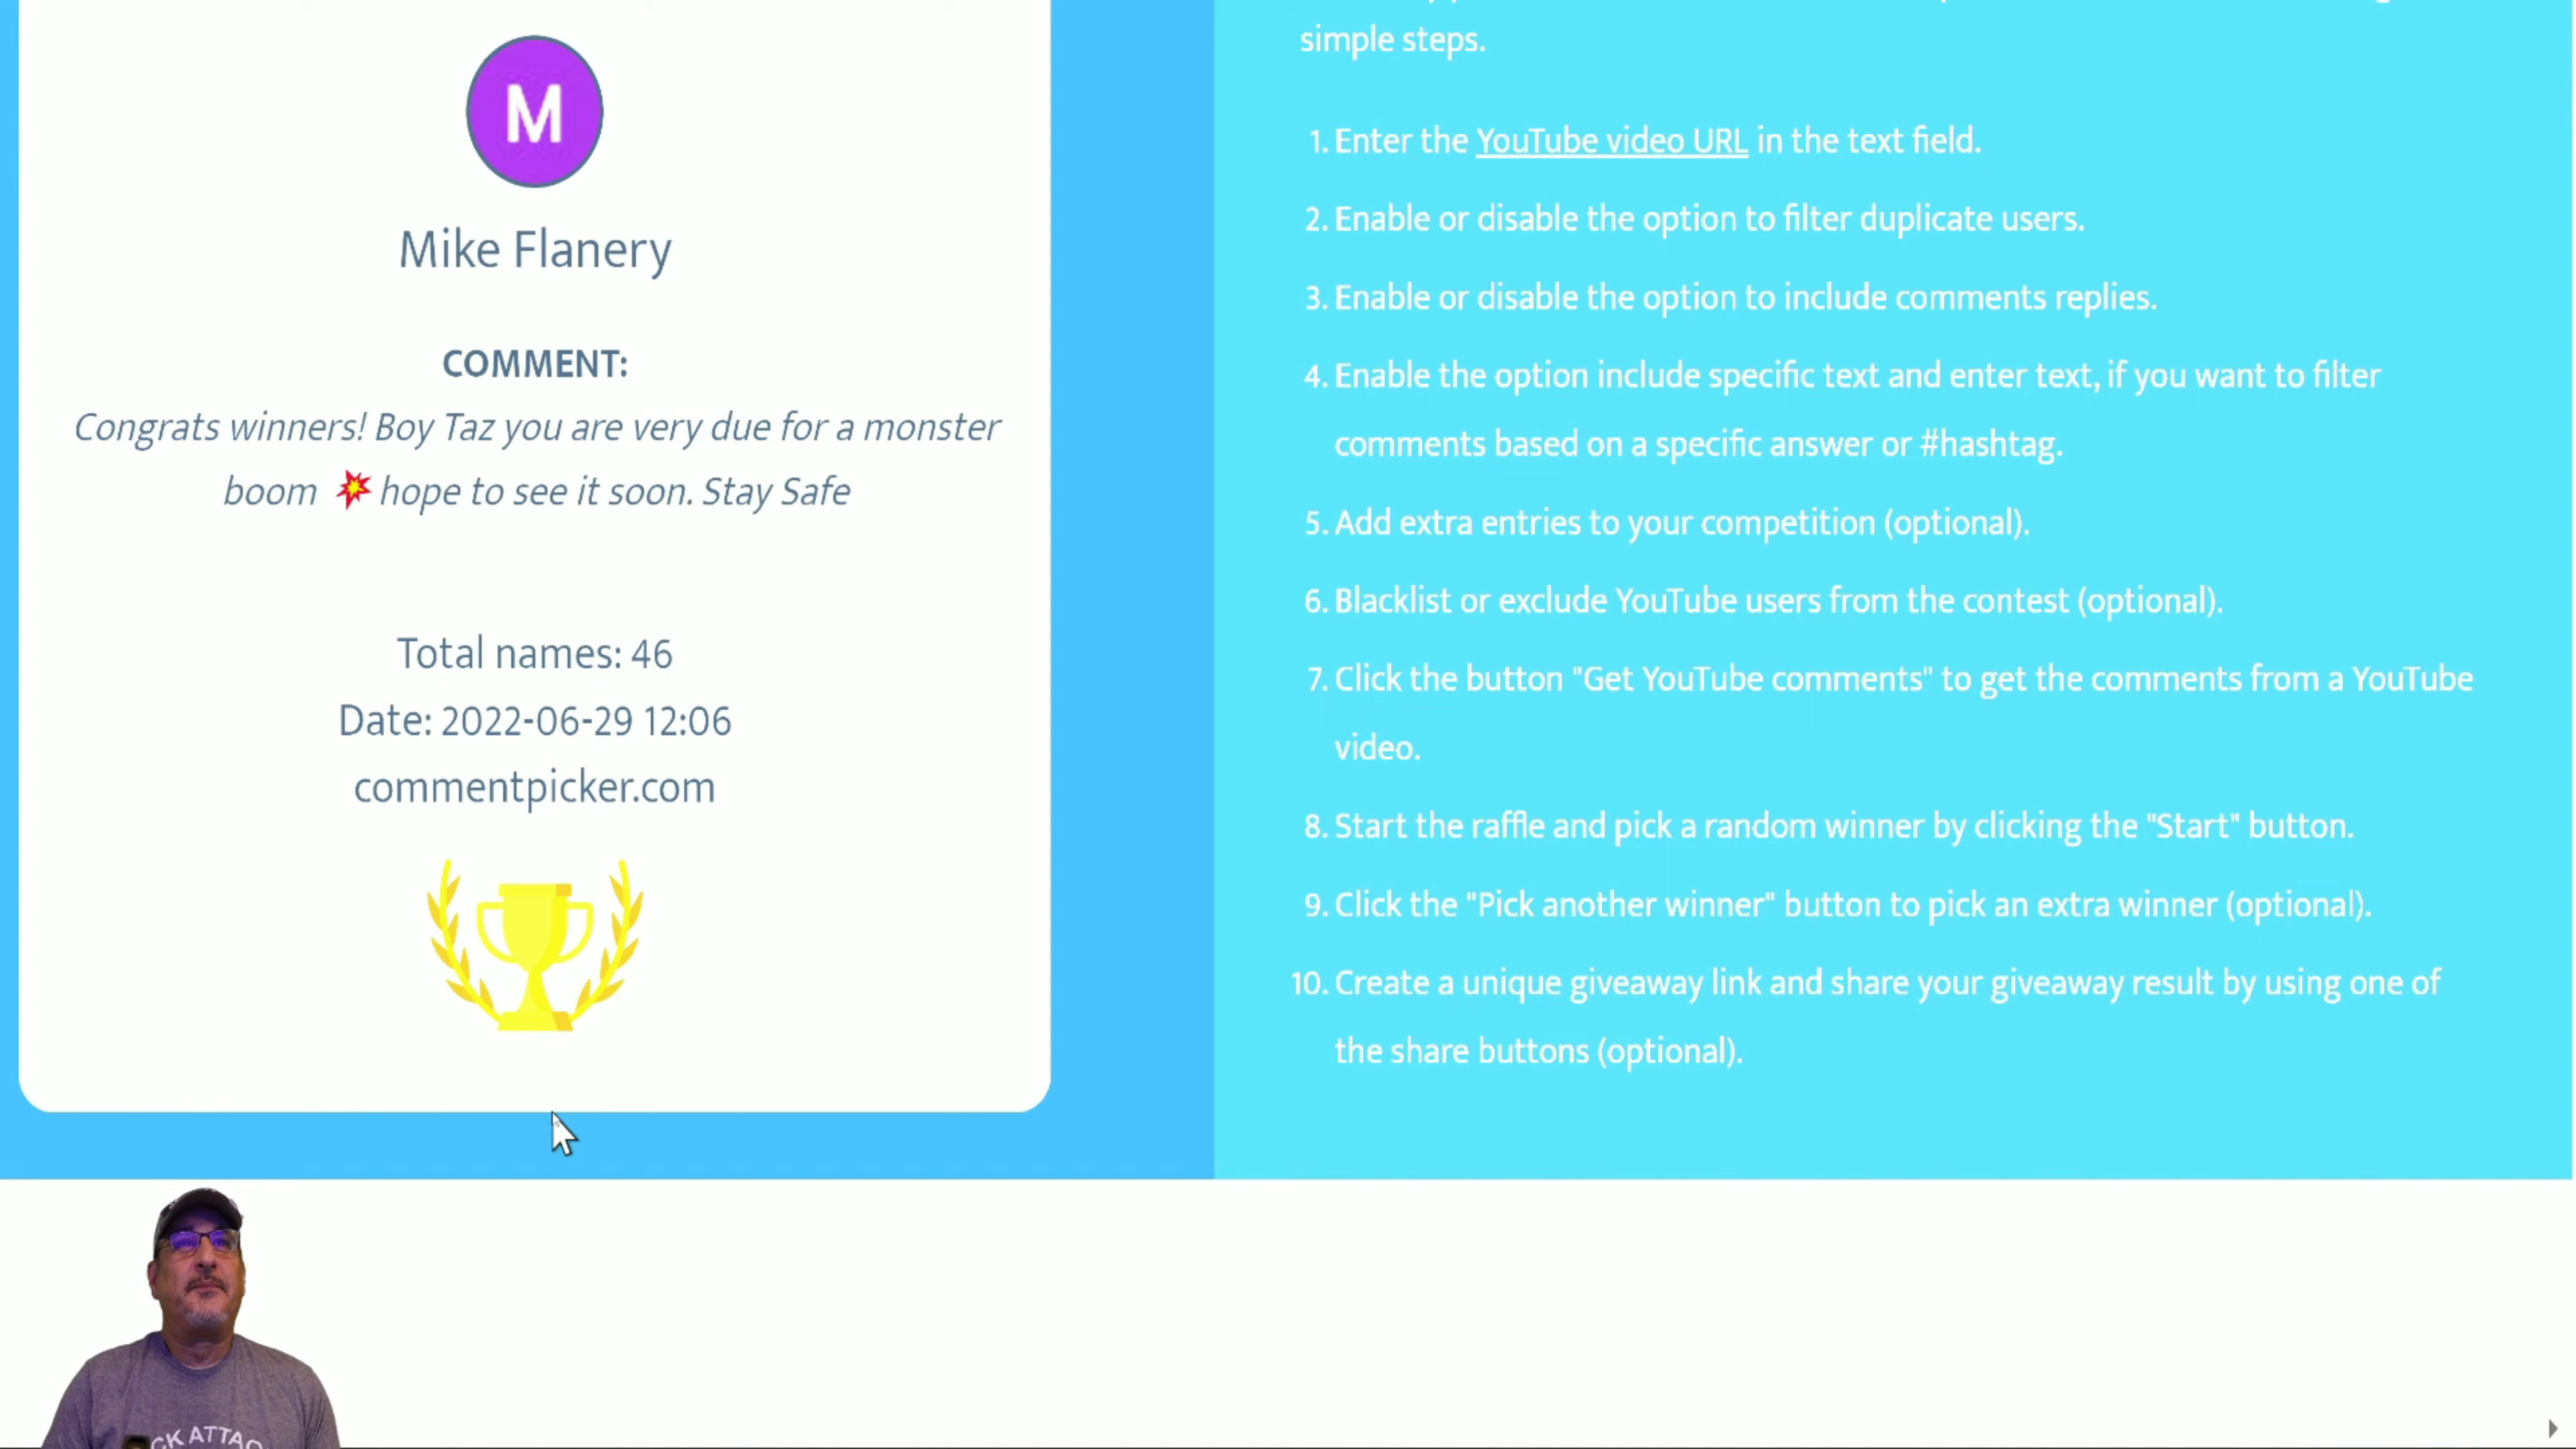 simple steps.
M
Mike Flanery
COMMENT:
Congrats winners! Boy Taz you are very due for a monster
boom 💥 hope to see it soon. Stay Safe
Total names: 46
Date: 2022-06-29 12:06
commentpicker.com
1. Enter the YouTube video URL in the text field.
2. Enable or disable the option to filter duplicate users.
3. Enable or disable the option to include comments replies.
4. Enable the option include specific text and enter text, if you want to filter
comments based on a specific answer or #hashtag.
5. Add extra entries to your competition (optional).
6. Blacklist or exclude YouTube users from the contest (optional).
7. Click the button "Get YouTube comments" to get the comments from a YouTube
video.
8. Start the raffle and pick a random winner by clicking the "Start" button.
9. Click the "Pick another winner" button to pick an extra winner (optional).
10. Create a unique giveaway link and share your giveaway result by using one of
the share buttons (optional).